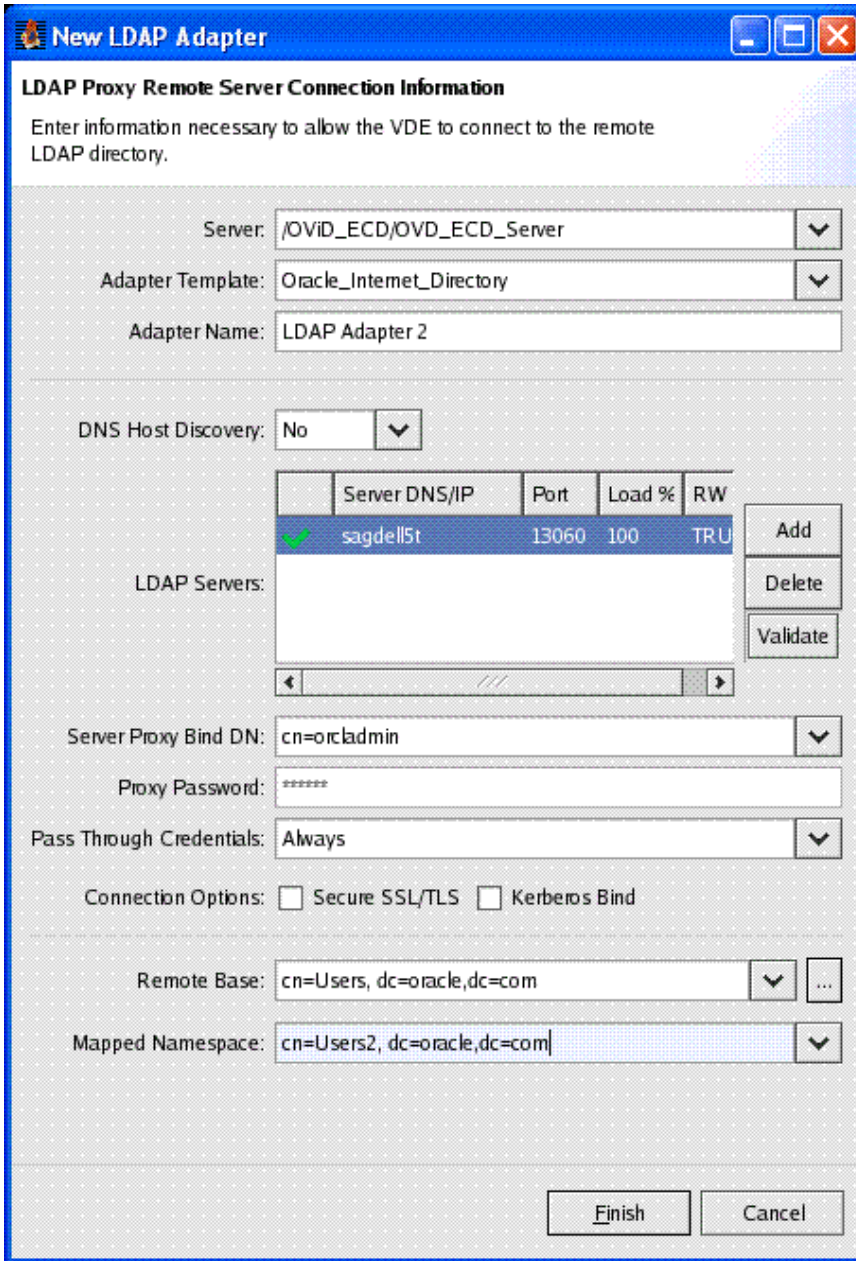 New LDAP Adapter
LDAP Proxy Remote Server Connection Information
Enter information necessary to allow the VDE to connect to the remote
LDAP directory.
Server: /OViD_ECD/OVD_ECD_Server
Adapter Template: Oracle_Internet_Directory
Adapter Name: LDAP Adapter 2
DNS Host Discovery: No
Server DNS/IP Port Load % RW
sagdell5t 13060 100 TRU
Add
LDAP Servers:
Delete
Validate
Server Proxy Bind DN: cn=orcladmin
Proxy Password: ******
Pass Through Credentials: Always
Connection Options: Secure SSL/TLS Kerberos Bind
Remote Base: cn=Users, dc=oracle,dc=com ...
Mapped Namespace: cn=Users2, dc=oracle,dc=com
Finish Cancel